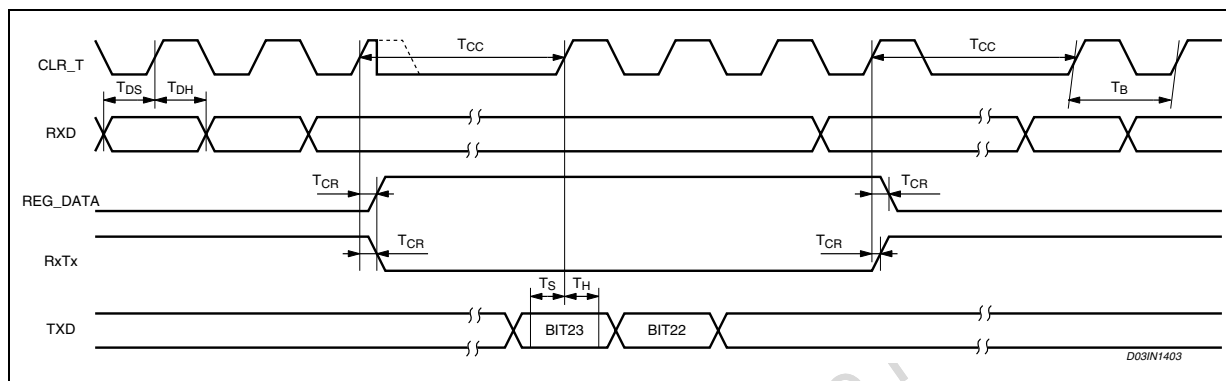 CLR_T
TCC
TCC
TDS
TDH
TB
RXD
TCR
TCR
REG_DATA
TCR
TCR
RxTx
TS
TH
TXD
BIT23
BIT22
D03IN1403